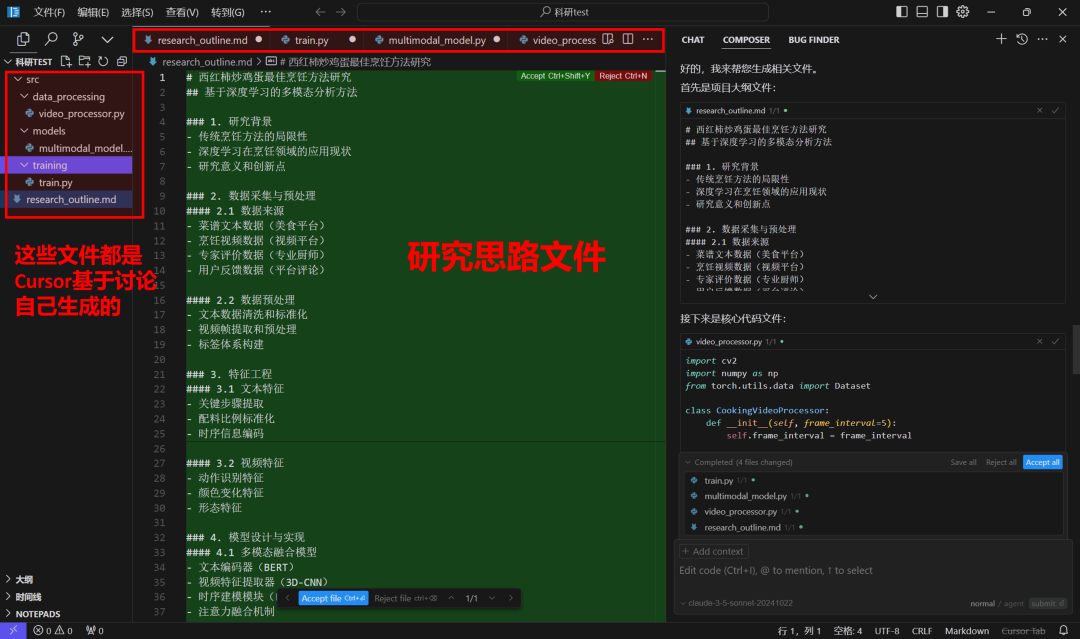 文件(F) 编辑(E) 选择(S) 查看(V) 转到(G) ···
科研test
research_outline.md
train.py
multimodal_model.py
video_process
科研TEST
src
data_processing
video_processor.py
models
multimodal_model....
training
train.py
research_outline.md
这些文件都是
Cursor基于讨论
自己生成的
大纲
时间线
NOTEPADS
research_outline.md > # 西红柿炒鸡蛋最佳烹饪方法研究
Accept Ctrl+Shift+Y Reject Ctrl+N
1 # 西红柿炒鸡蛋最佳烹饪方法研究
2 ## 基于深度学习的多模态分析方法
3
4 ### 1. 研究背景
5 - 传统烹饪方法的局限性
6 - 深度学习在烹饪领域的应用现状
7 - 研究意义和创新点
8
9 ### 2. 数据采集与预处理
10 #### 2.1 数据来源
11 - 菜谱文本数据（美食平台）
12 - 烹饪视频数据（视频平台）
13 - 专家评价数据（专业厨师）
14 - 用户反馈数据（平台评论）
15
16 #### 2.2 数据预处理
17 - 文本数据清洗和标准化
18 - 视频帧提取和预处理
19 - 标签体系构建
20
21 ### 3. 特征工程
22 #### 3.1 文本特征
23 - 关键步骤提取
24 - 配料比例标准化
25 - 时序信息编码
26
27 #### 3.2 视频特征
28 - 动作识别特征
29 - 颜色变化特征
30 - 形态特征
31
32 ### 4. 模型设计与实现
33 #### 4.1 多模态融合模型
34 - 文本编码器（BERT）
35 - 视频特征提取器（3D-CNN）
36 - 时序建模模块（
37 - 注意力融合机制
研究思路文件
Accept file Ctrl+⏎ Reject file ctrl+⌫ 1/1
CHAT COMPOSER BUG FINDER
好的，我来帮您生成相关文件。
首先是项目大纲文件：
research_outline.md 1/1
# 西红柿炒鸡蛋最佳烹饪方法研究
## 基于深度学习的多模态分析方法
### 1. 研究背景
- 传统烹饪方法的局限性
- 深度学习在烹饪领域的应用现状
- 研究意义和创新点
### 2. 数据采集与预处理
#### 2.1 数据来源
- 菜谱文本数据（美食平台）
- 烹饪视频数据（视频平台）
- 专家评价数据（专业厨师）
- 用户反馈数据（平台评论）
接下来是核心代码文件：
video_processor.py 1/1
import cv2
import numpy as np
from torch.utils.data import Dataset
class CookingVideoProcessor:
def __init__(self, frame_interval=5):
self.frame_interval = frame_interval
Completed (4 files changed) Save all Reject all Accept all
train.py 1/1
multimodal_model.py 1/1
video_processor.py 1/1
research_outline.md 1/1
+ Add context
Edit code (Ctrl+I), @ to mention, ↑ to select
claude-3-5-sonnet-20241022 normal / agent submit ⏎
0 0 0 行 1，列 1 空格: 4 UTF-8 CRLF Markdown Cursor Tab